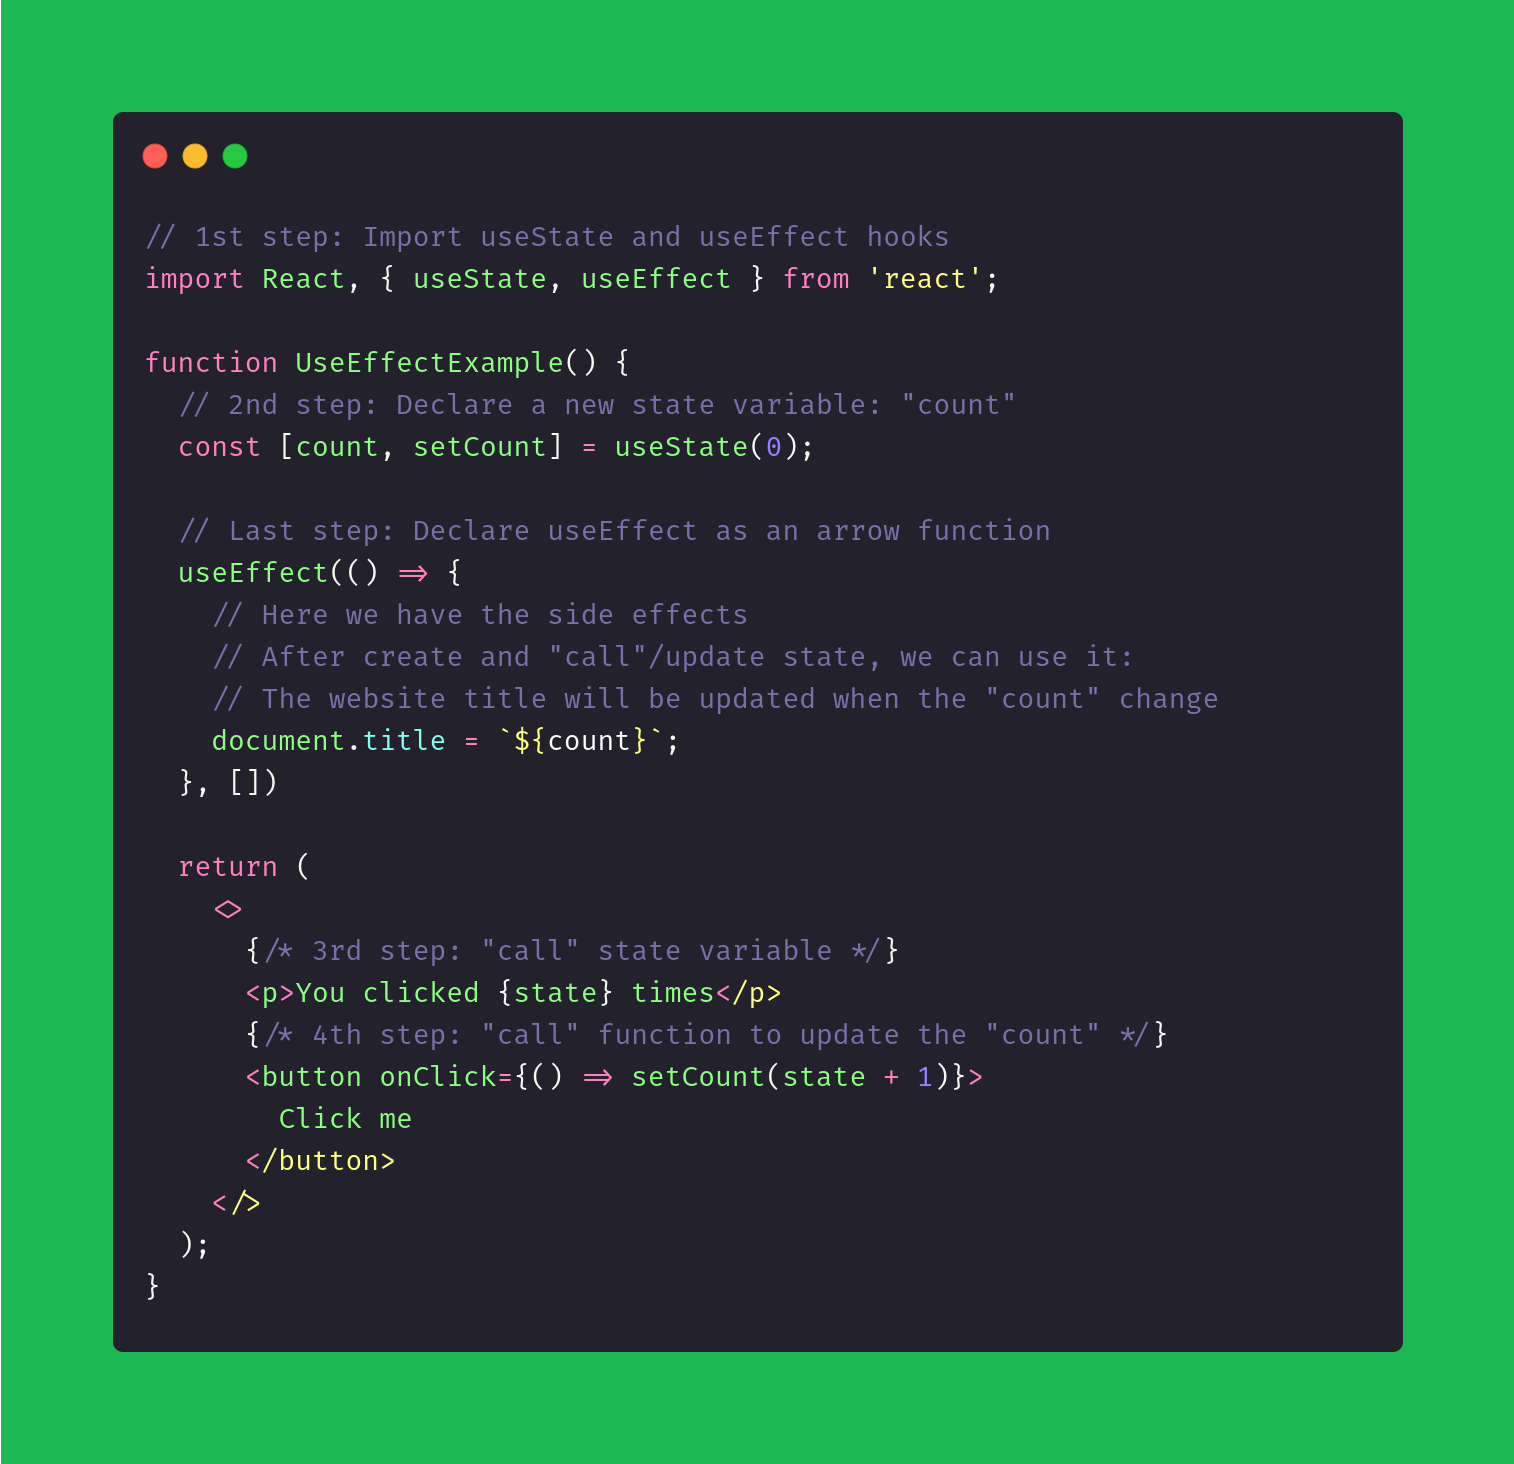 // 1st step: Import useState and useEffect hooks
import React, { useState, useEffect } from 'react';
function UseEffectExample() {
// 2nd step: Declare a new state variable: "count"
const [count, setCount] = useState(0);
// Last step: Declare useEffect as an arrow function
useEffect(() => {
// Here we have the side effects
// After create and "call"/update state, we can use it:
// The website title will be updated when the "count" change
document.title = `${count}`;
}, [])
return (
<>
{/* 3rd step: "call" state variable */}
<p>You clicked {state} times</p>
{/* 4th step: "call" function to update the "count" */}
<button onClick={() => setCount(state + 1)}>
Click me
</button>
</>
);
}